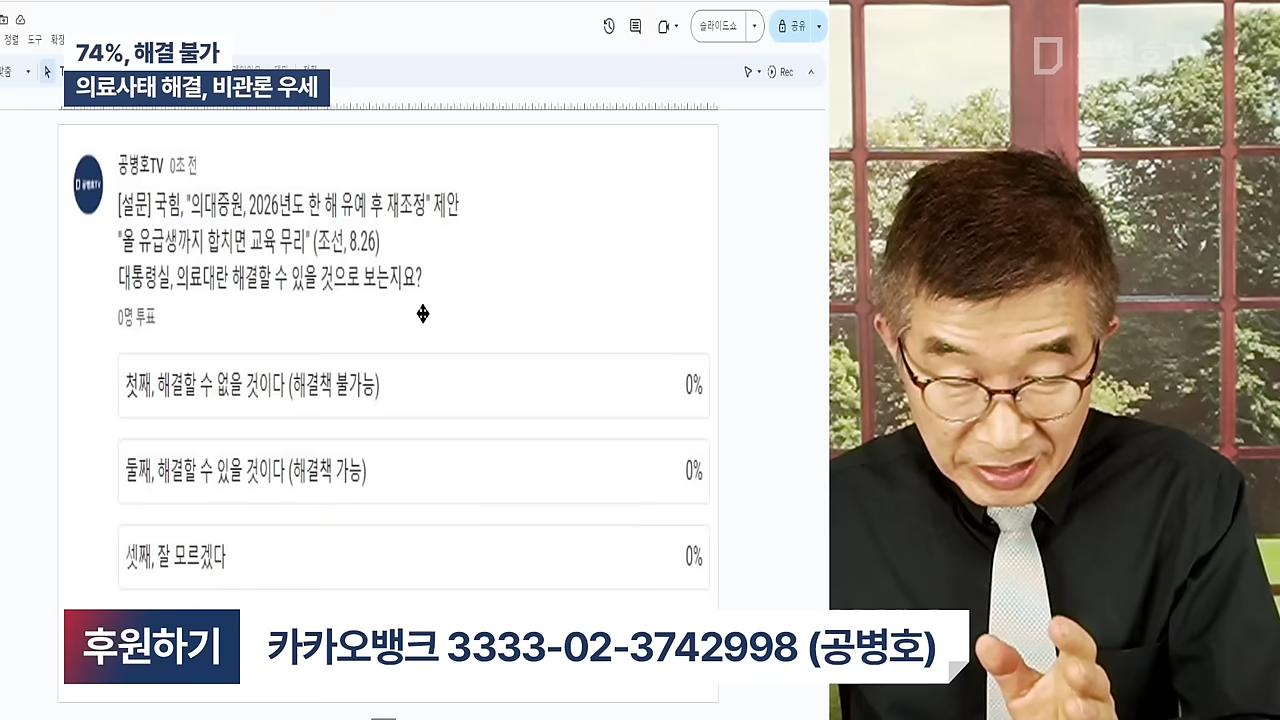 정렬 도구 확장
슬라이드쇼
공유
Rec
74%, 해결 불가
의료사태 해결, 비관론 우세
공병호TV 0초 전
[설문] 국힘, "의대증원, 2026년도 한 해 유예 후 재조정" 제안
"올 유급생까지 합치면 교육 무리" (조선, 8.26)
대통령실, 의료대란 해결할 수 있을 것으로 보는지요?
0명 투표
첫째, 해결할 수 없을 것이다 (해결책 불가능) 0%
둘째, 해결할 수 있을 것이다 (해결책 가능) 0%
셋째, 잘 모르겠다 0%
후원하기
카카오뱅크 3333-02-3742998 (공병호)